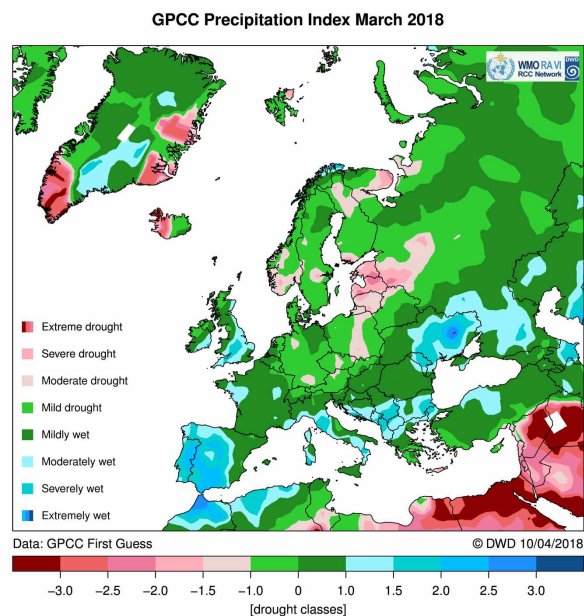 GPCC Precipitation Index March 2018
WMO RA VI
RCC Network
DWD
Extreme drought
Severe drought
Moderate drought
Mild drought
Mildly wet
Moderately wet
Severely wet
Extremely wet
Data: GPCC First Guess
© DWD 10/04/2018
−3.0 −2.5 −2.0 −1.5 −1.0 0 1.0 1.5 2.0 2.5 3.0
[drought classes]